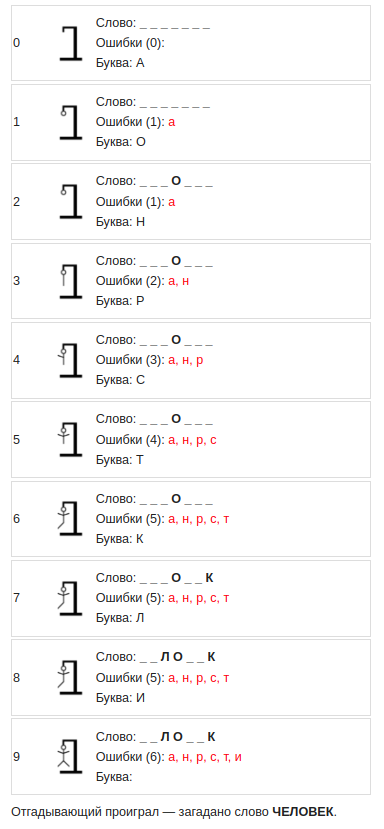 0
Слово: _ _ _ _ _ _ _
Ошибки (0):
Буква: А
1
Слово: _ _ _ _ _ _ _
Ошибки (1): а
Буква: О
2
Слово: _ _ _ О _ _ _
Ошибки (1): а
Буква: Н
3
Слово: _ _ _ О _ _ _
Ошибки (2): а, н
Буква: Р
4
Слово: _ _ _ О _ _ _
Ошибки (3): а, н, р
Буква: С
5
Слово: _ _ _ О _ _ _
Ошибки (4): а, н, р, с
Буква: Т
6
Слово: _ _ _ О _ _ _
Ошибки (5): а, н, р, с, т
Буква: К
7
Слово: _ _ _ О _ _ К
Ошибки (5): а, н, р, с, т
Буква: Л
8
Слово: _ _ Л О _ _ К
Ошибки (5): а, н, р, с, т
Буква: И
9
Слово: _ _ Л О _ _ К
Ошибки (6): а, н, р, с, т, и
Буква:
Отгадывающий проиграл — загадано слово ЧЕЛОВЕК.